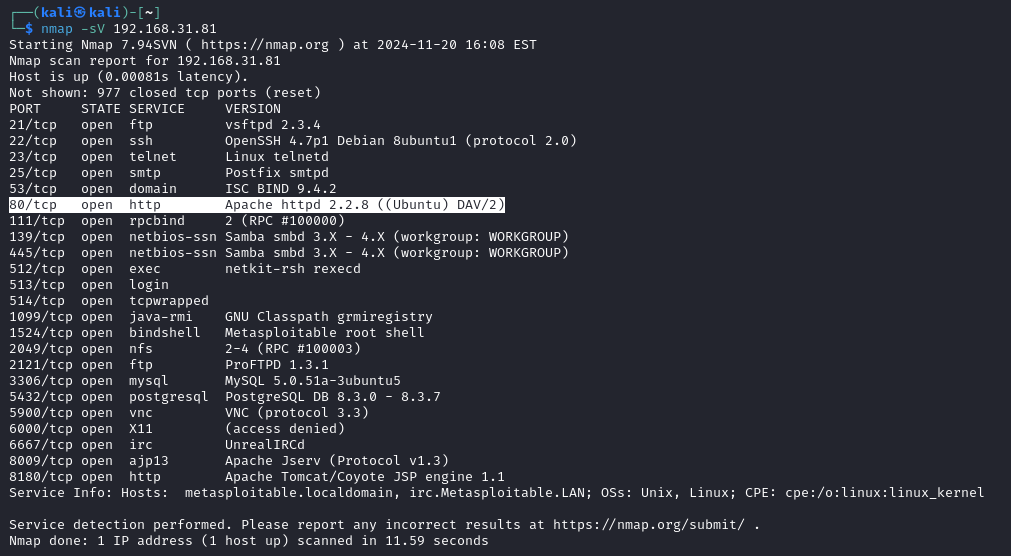 ┌──(kali㉿kali)-[~]
└─$ nmap -sV 192.168.31.81
Starting Nmap 7.94SVN ( https://nmap.org ) at 2024-11-20 16:08 EST
Nmap scan report for 192.168.31.81
Host is up (0.00081s latency).
Not shown: 977 closed tcp ports (reset)
PORT     STATE SERVICE     VERSION
21/tcp   open  ftp         vsftpd 2.3.4
22/tcp   open  ssh         OpenSSH 4.7p1 Debian 8ubuntu1 (protocol 2.0)
23/tcp   open  telnet      Linux telnetd
25/tcp   open  smtp        Postfix smtpd
53/tcp   open  domain      ISC BIND 9.4.2
80/tcp   open  http        Apache httpd 2.2.8 ((Ubuntu) DAV/2)
111/tcp  open  rpcbind     2 (RPC #100000)
139/tcp  open  netbios-ssn Samba smbd 3.X - 4.X (workgroup: WORKGROUP)
445/tcp  open  netbios-ssn Samba smbd 3.X - 4.X (workgroup: WORKGROUP)
512/tcp  open  exec        netkit-rsh rexecd
513/tcp  open  login
514/tcp  open  tcpwrapped
1099/tcp open  java-rmi    GNU Classpath grmiregistry
1524/tcp open  bindshell   Metasploitable root shell
2049/tcp open  nfs         2-4 (RPC #100003)
2121/tcp open  ftp         ProFTPD 1.3.1
3306/tcp open  mysql       MySQL 5.0.51a-3ubuntu5
5432/tcp open  postgresql  PostgreSQL DB 8.3.0 - 8.3.7
5900/tcp open  vnc         VNC (protocol 3.3)
6000/tcp open  X11         (access denied)
6667/tcp open  irc         UnrealIRCd
8009/tcp open  ajp13       Apache Jserv (Protocol v1.3)
8180/tcp open  http        Apache Tomcat/Coyote JSP engine 1.1
Service Info: Hosts:  metasploitable.localdomain, irc.Metasploitable.LAN; OSs: Unix, Linux; CPE: cpe:/o:linux:linux_kernel
Service detection performed. Please report any incorrect results at https://nmap.org/submit/ .
Nmap done: 1 IP address (1 host up) scanned in 11.59 seconds